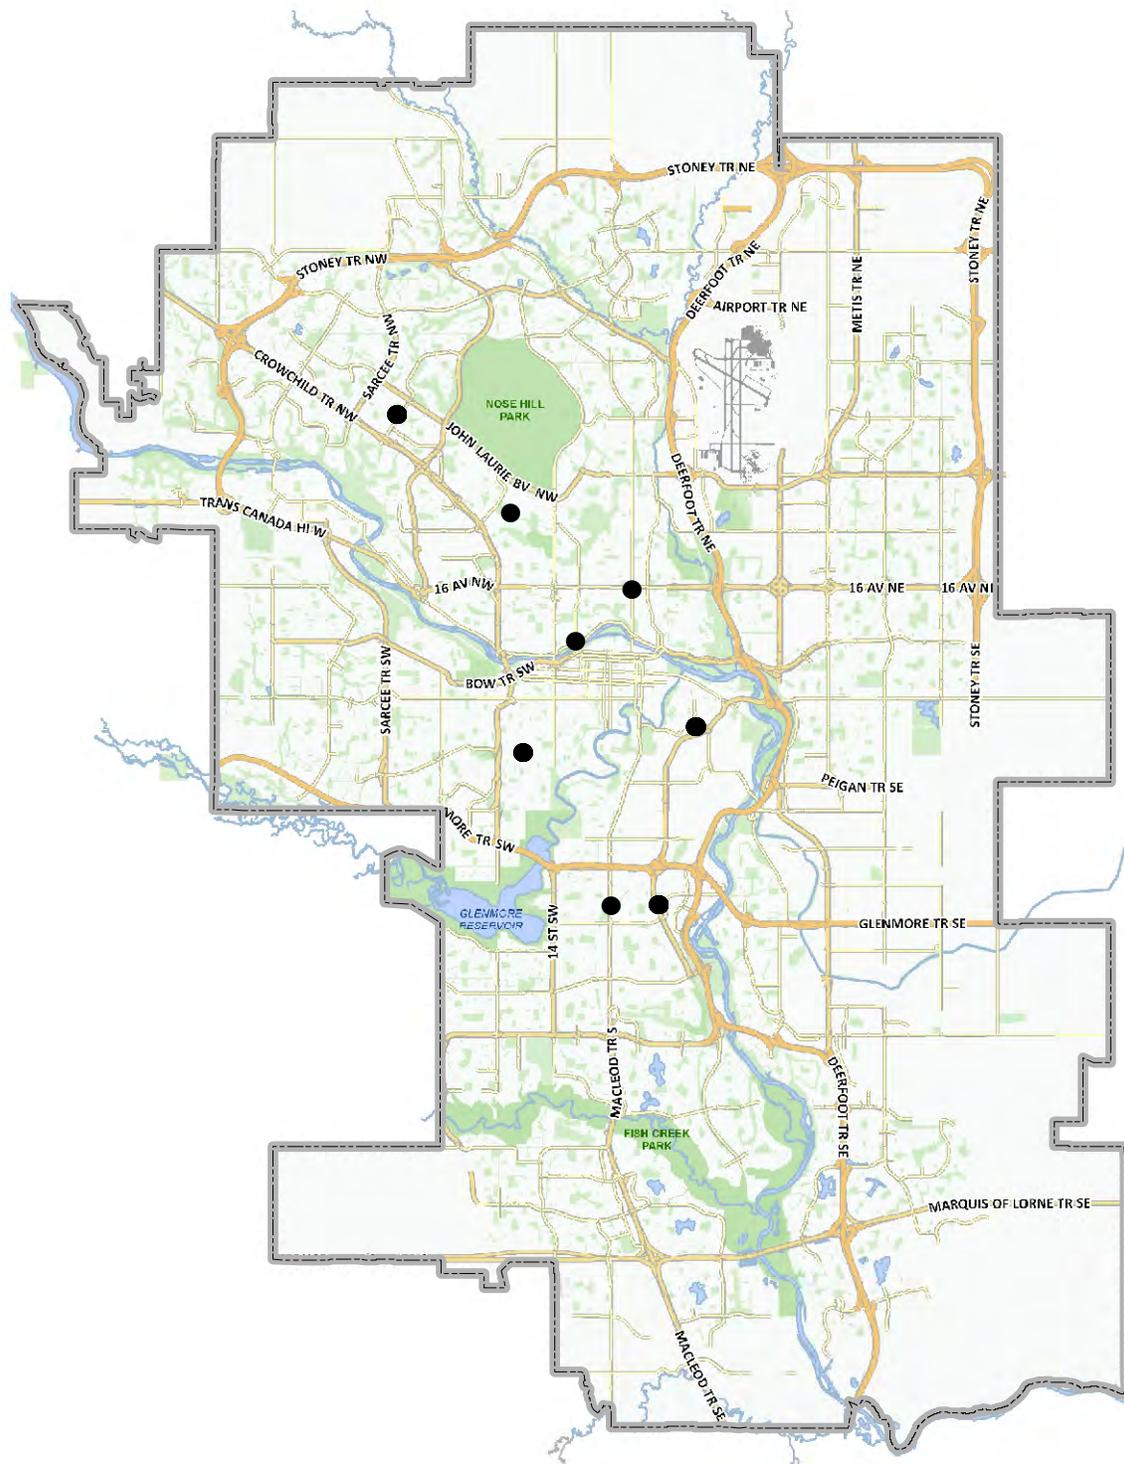 STONEY TR NE
STONEY TR NE
STONEY TR NW
DEERFOOT TR NE
AIRPORT TR NE
METIS TR NE
SARCEE TR NW
CROWCHILD TR NW
NOSE HILL
PARK
JOHN LAURIE BV NW
DEERFOOT TR NE
TRANS CANADA HI W
16 AV NW
16 AV NE
16 AV NE
BOW TR SW
SARCEE TR SW
STONEY TR SE
PEIGAN TR SE
MORE TR SW
GLENMORE
RESERVOIR
14 ST SW
GLENMORE TR SE
MACLEOD TR S
DEERFOOT TR SE
FISH CREEK
PARK
MARQUIS OF LORNE TR SE
MACLEOD TR SE